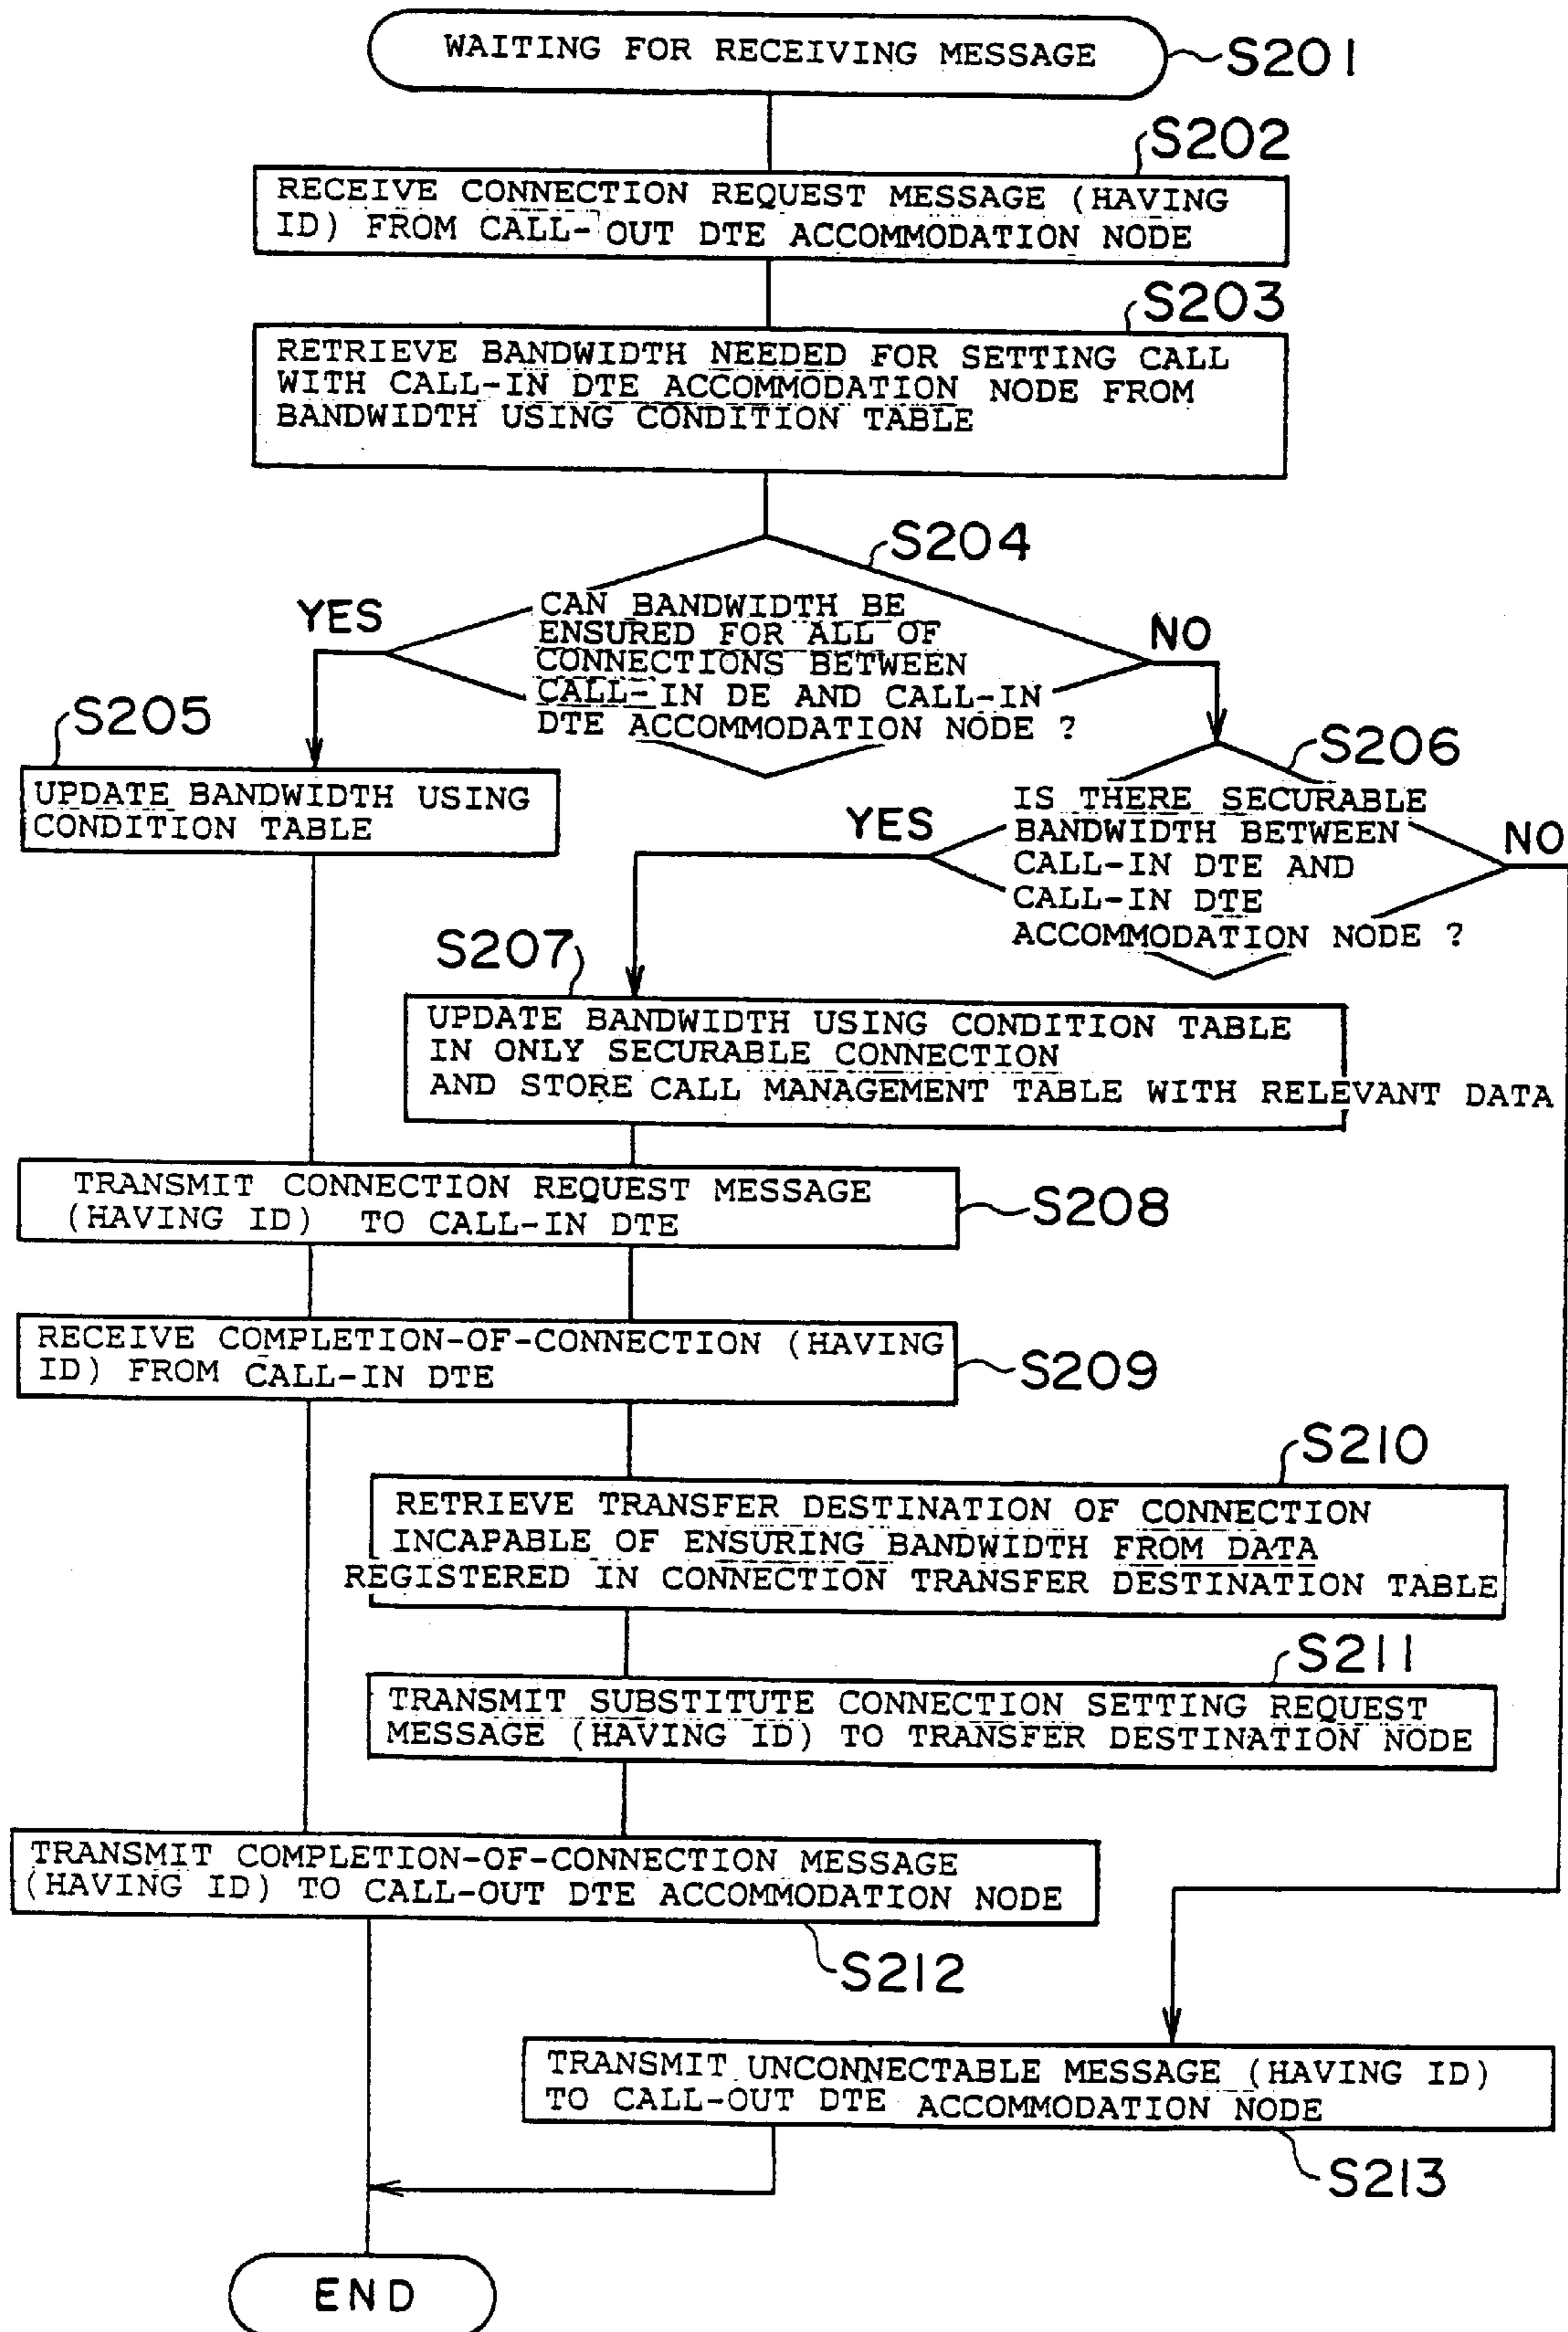 WAITING FOR RECEIVING MESSAGE
S201
S202
RECEIVE CONNECTION REQUEST MESSAGE (HAVING
ID) FROM CALL-OUT DTE ACCOMMODATION NODE
S203
RETRIEVE BANDWIDTH NEEDED FOR SETTING CALL
WITH CALL-IN DTE ACCOMMODATION NODE FROM
BANDWIDTH USING CONDITION TABLE
S204
YES
CAN BANDWIDTH BE
ENSURED FOR ALL OF
CONNECTIONS BETWEEN
CALL-IN DE AND CALL-IN
DTE ACCOMMODATION NODE ?
NO
S205
UPDATE BANDWIDTH USING
CONDITION TABLE
S206
YES
IS THERE SECURABLE
BANDWIDTH BETWEEN
CALL-IN DTE AND
CALL-IN DTE
ACCOMMODATION NODE ?
NO
S207
UPDATE BANDWIDTH USING CONDITION TABLE
IN ONLY SECURABLE CONNECTION
AND STORE CALL MANAGEMENT TABLE WITH RELEVANT DATA
TRANSMIT CONNECTION REQUEST MESSAGE
(HAVING ID) TO CALL-IN DTE
S208
RECEIVE COMPLETION-OF-CONNECTION (HAVING
ID) FROM CALL-IN DTE
S209
S210
RETRIEVE TRANSFER DESTINATION OF CONNECTION
INCAPABLE OF ENSURING BANDWIDTH FROM DATA
REGISTERED IN CONNECTION TRANSFER DESTINATION TABLE
S211
TRANSMIT SUBSTITUTE CONNECTION SETTING REQUEST
MESSAGE (HAVING ID) TO TRANSFER DESTINATION NODE
TRANSMIT COMPLETION-OF-CONNECTION MESSAGE
(HAVING ID) TO CALL-OUT DTE ACCOMMODATION NODE
S212
TRANSMIT UNCONNECTABLE MESSAGE (HAVING ID)
TO CALL-OUT DTE ACCOMMODATION NODE
S213
END